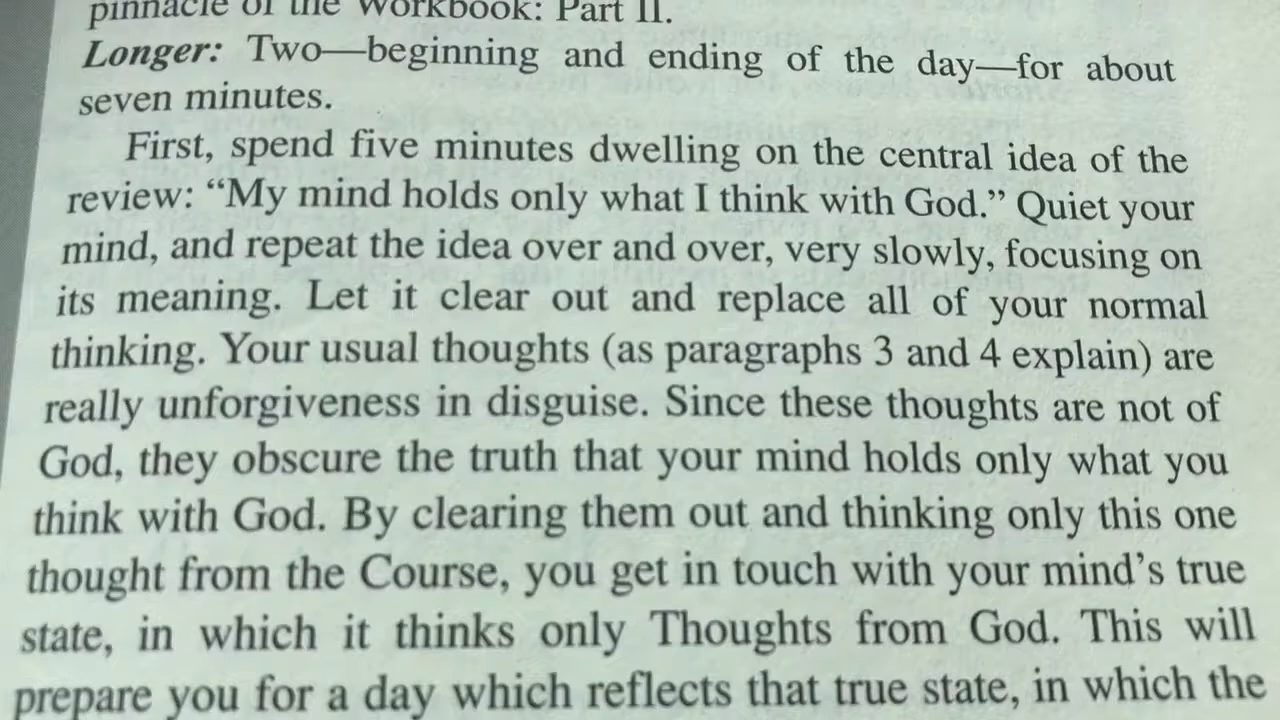 pinnacle of the Workbook: Part II.
Longer: Two—beginning and ending of the day—for about
seven minutes.
First, spend five minutes dwelling on the central idea of the
review: “My mind holds only what I think with God.” Quiet your
mind, and repeat the idea over and over, very slowly, focusing on
its meaning. Let it clear out and replace all of your normal
thinking. Your usual thoughts (as paragraphs 3 and 4 explain) are
really unforgiveness in disguise. Since these thoughts are not of
God, they obscure the truth that your mind holds only what you
think with God. By clearing them out and thinking only this one
thought from the Course, you get in touch with your mind’s true
state, in which it thinks only Thoughts from God. This will
prepare you for a day which reflects that true state, in which the